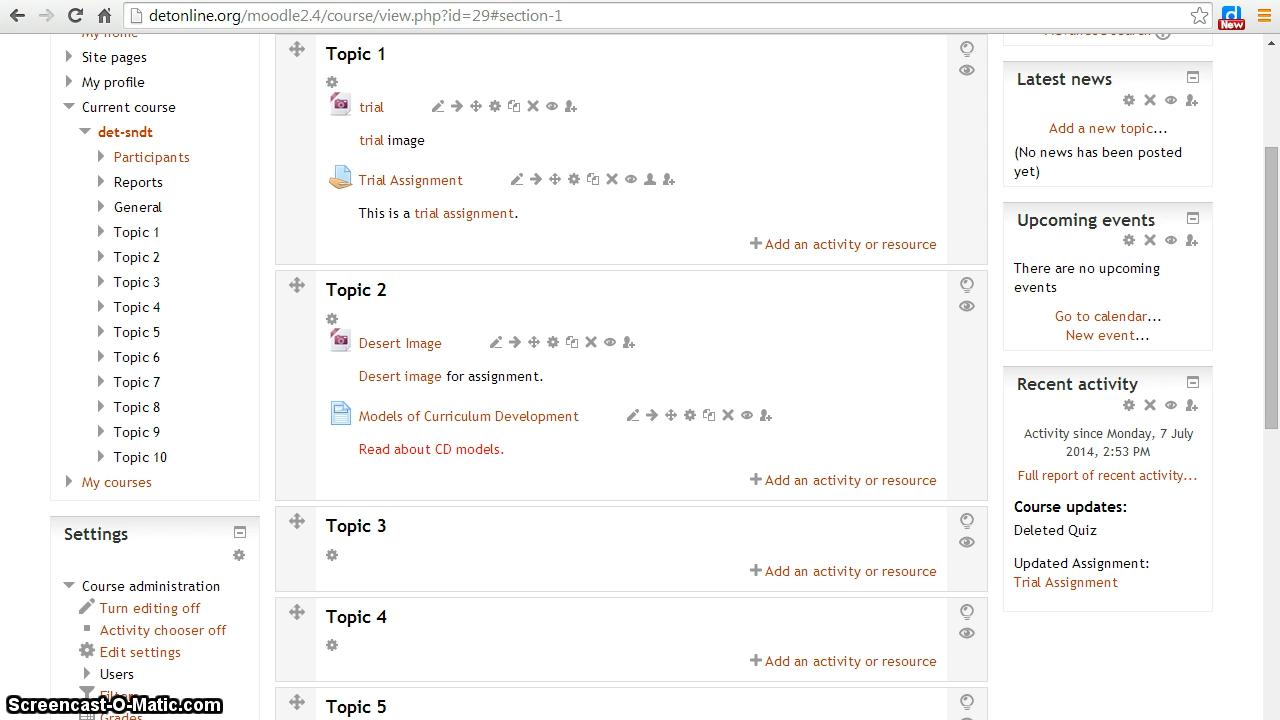 detonline.org/moodle2.4/course/view.php?id=29#section-1
New
My home
Site pages
My profile
Current course
det-sndt
Participants
Reports
General
Topic 1
Topic 2
Topic 3
Topic 4
Topic 5
Topic 6
Topic 7
Topic 8
Topic 9
Topic 10
My courses
Settings
Course administration
Turn editing off
Activity chooser off
Edit settings
Users
Filters
Grades
Topic 1
trial
trial image
Trial Assignment
This is a trial assignment.
Add an activity or resource
Topic 2
Desert Image
Desert image for assignment.
Models of Curriculum Development
Read about CD models.
Add an activity or resource
Topic 3
Add an activity or resource
Topic 4
Add an activity or resource
Topic 5
Advanced search
Latest news
Add a new topic...
(No news has been posted
yet)
Upcoming events
There are no upcoming
events
Go to calendar...
New event...
Recent activity
Activity since Monday, 7 July
2014, 2:53 PM
Full report of recent activity...
Course updates:
Deleted Quiz
Updated Assignment:
Trial Assignment
Screencast-O-Matic.com